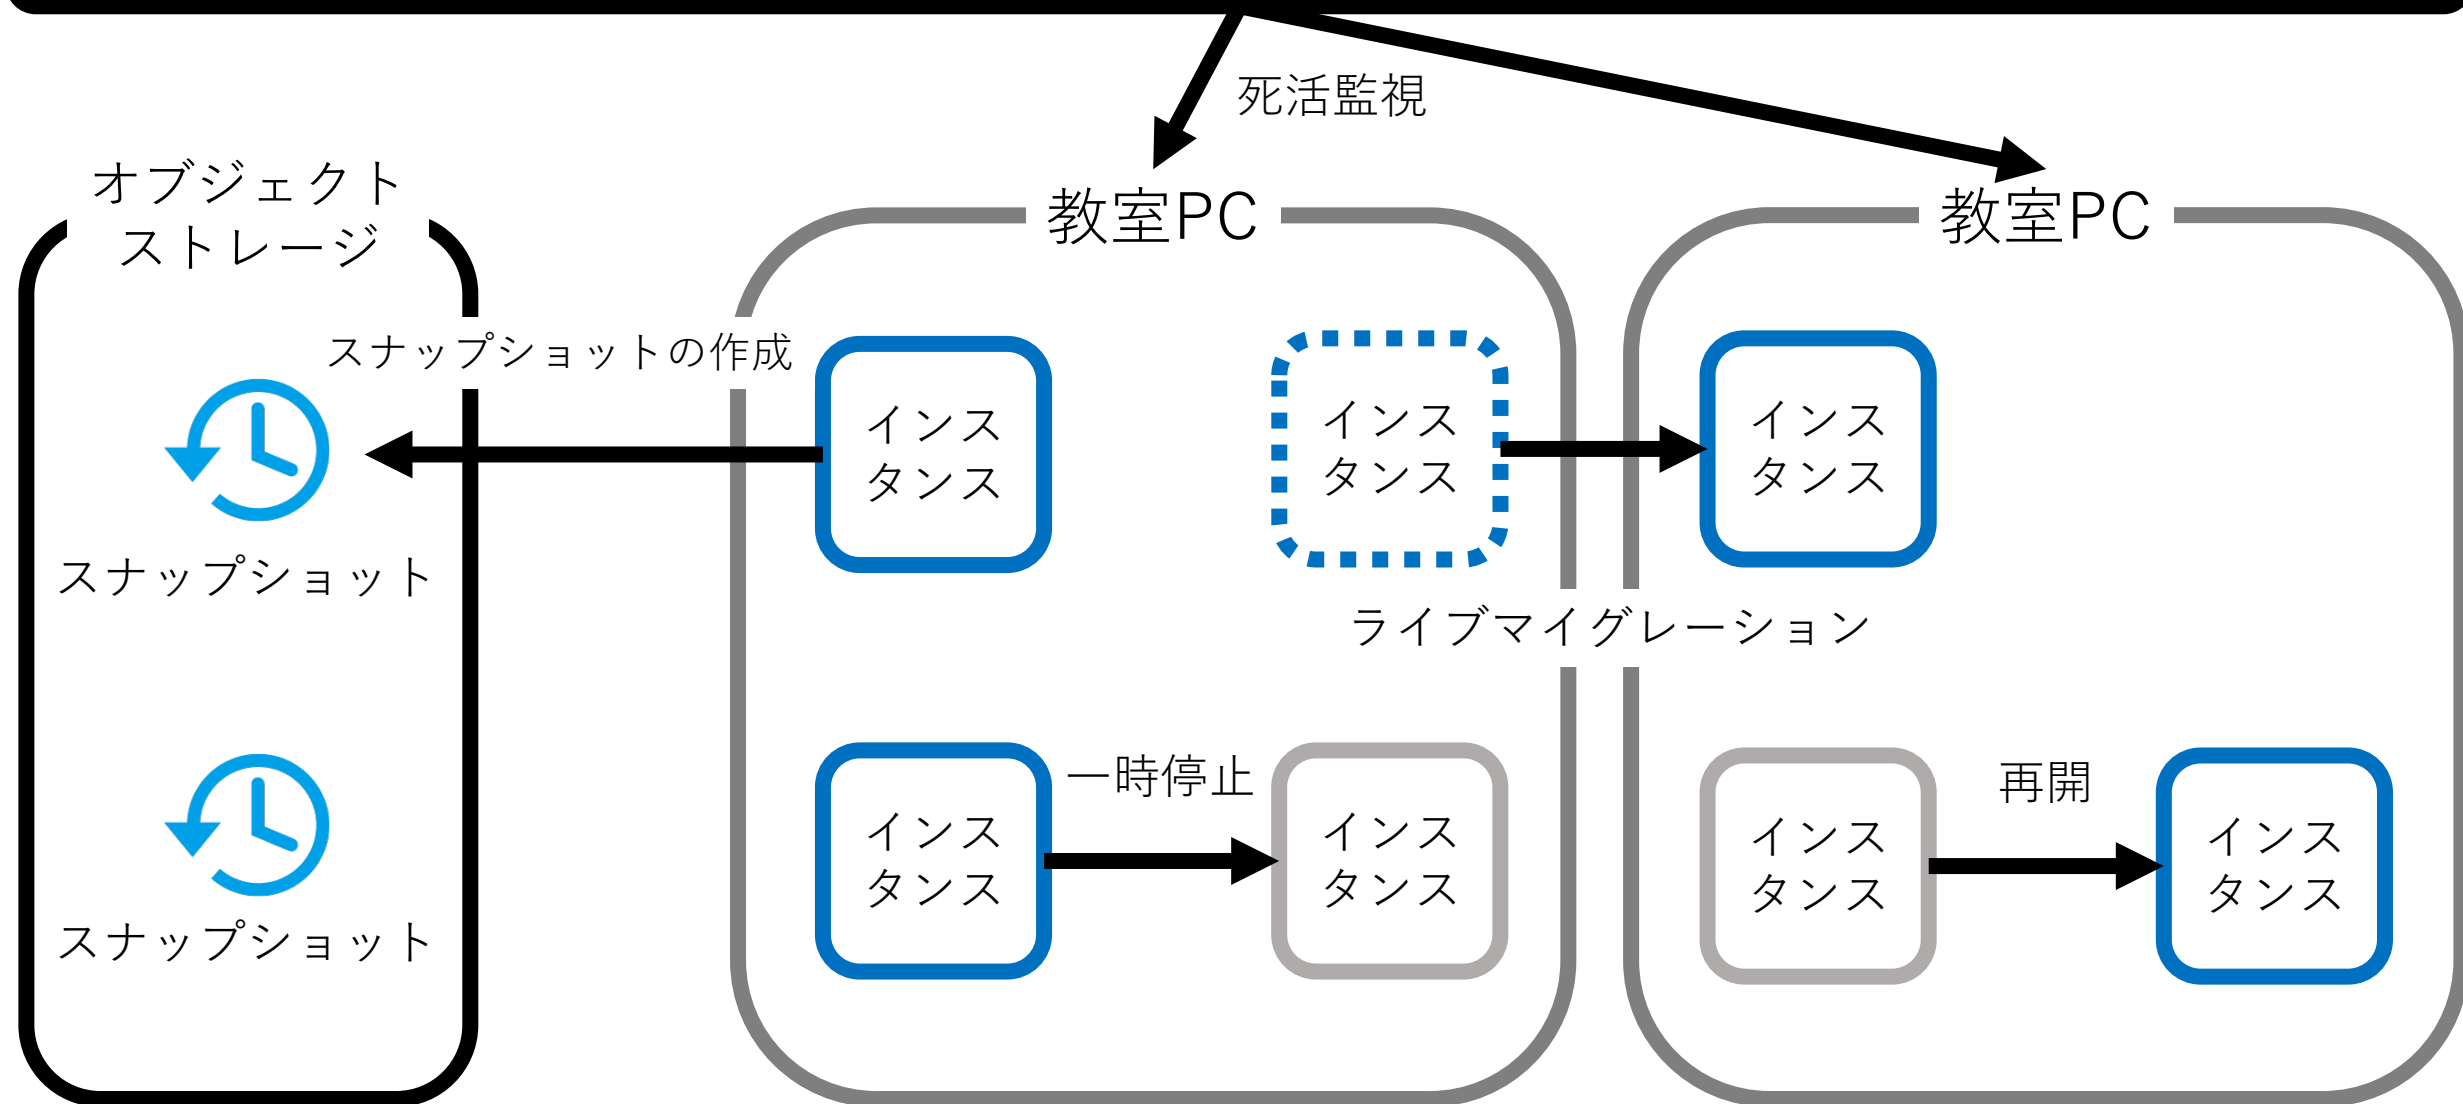 死活監視
オブジェクト
ストレージ
教室PC
教室PC
スナップショットの作成
インス
タンス
インス
タンス
インス
タンス
スナップショット
ライブマイグレーション
一時停止
再開
インス
タンス
インス
タンス
インス
タンス
インス
タンス
スナップショット